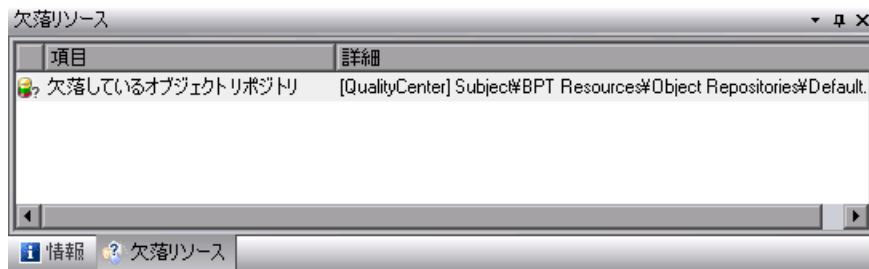 欠落リソース
項目 詳細
欠落しているオブジェクトリポジトリ [QualityCenter] Subject¥BPT Resources¥Object Repositories¥Default.
情報 欠落リソース